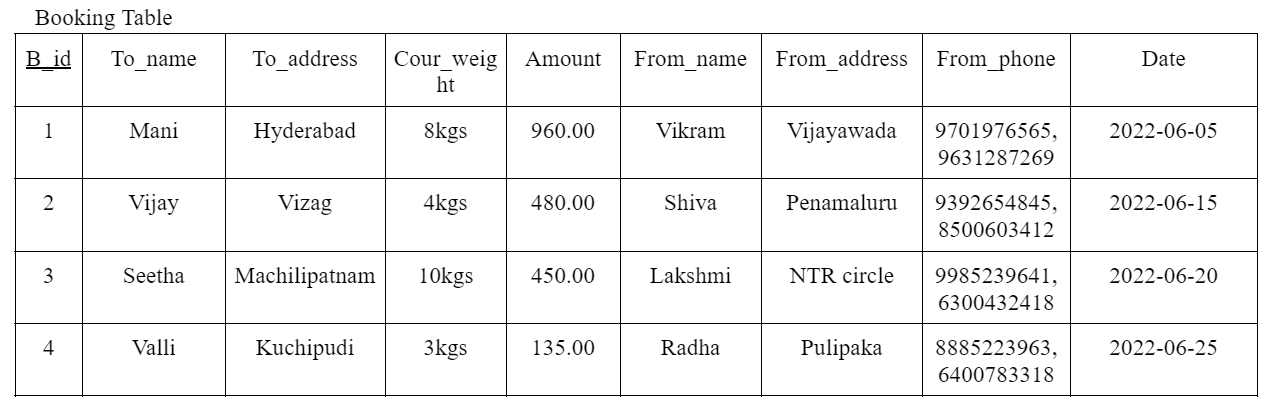 Booking Table
B_id To_name To_address Cour_weig Amount From_name From_address From_phone Date
ht
1 Mani Hyderabad 8kgs 960.00 Vikram Vijayawada 9701976565, 2022-06-05
9631287269
2 Vijay Vizag 4kgs 480.00 Shiva Penamaluru 9392654845, 2022-06-15
8500603412
3 Seetha Machilipatnam 10kgs 450.00 Lakshmi NTR circle 9985239641, 2022-06-20
6300432418
4 Valli Kuchipudi 3kgs 135.00 Radha Pulipaka 8885223963, 2022-06-25
6400783318